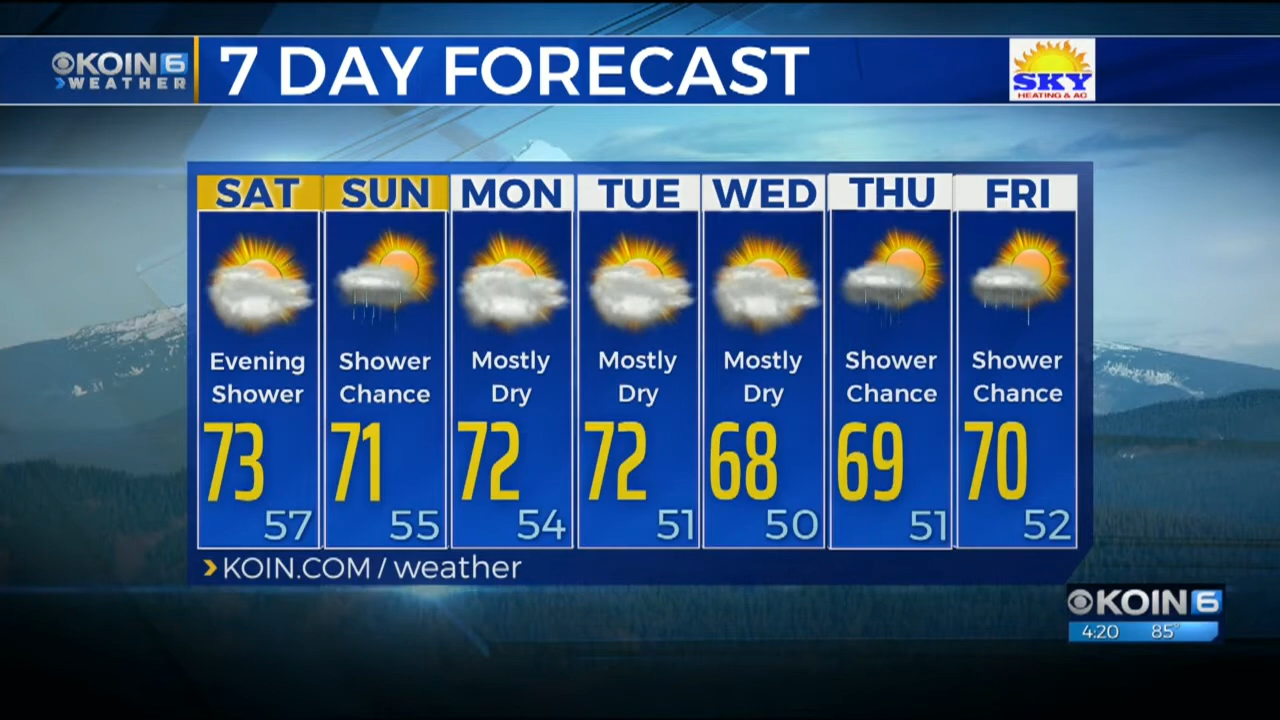 KOIN 6
WEATHER
7 DAY FORECAST
SKY
HEATING & AC
SAT SUN MON TUE WED THU FRI
Evening Shower Mostly Mostly Mostly Shower Shower
Shower Chance Dry Dry Dry Chance Chance
73 71 72 72 68 69 70
57 55 54 51 50 51 52
KOIN.COM / weather
KOIN 6
4:20 85°